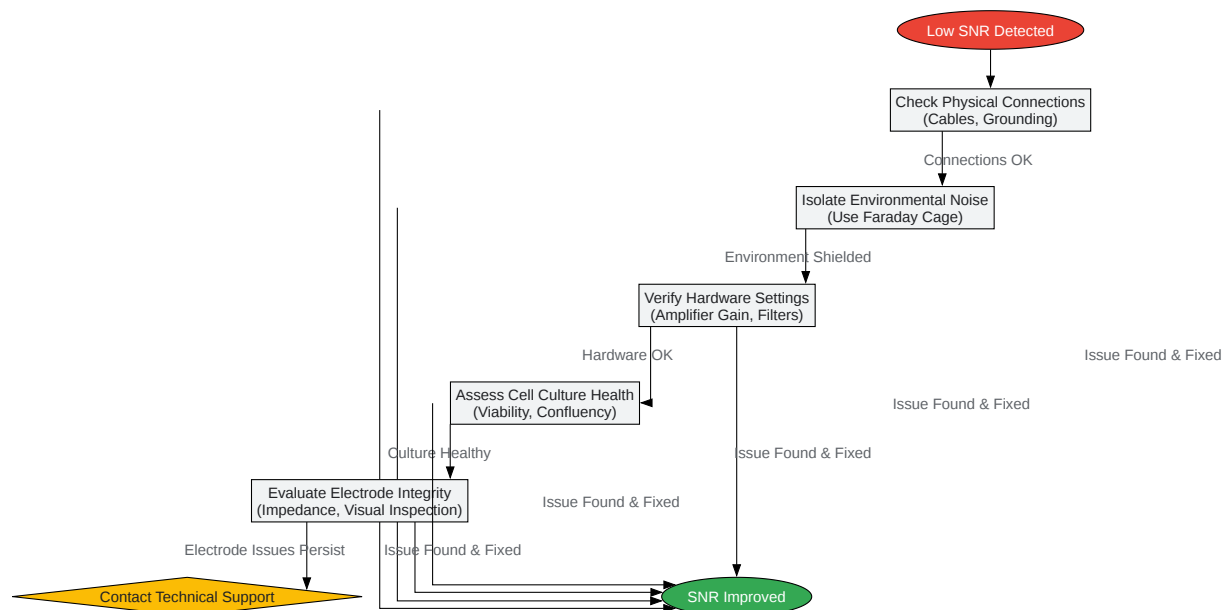 Low SNR Detected
Check Physical Connections
(Cables, Grounding)
Connections OK
Isolate Environmental Noise
(Use Faraday Cage)
Environment Shielded
Verify Hardware Settings
(Amplifier Gain, Filters)
Hardware OK
Issue Found & Fixed
Assess Cell Culture Health
(Viability, Confluency)
Issue Found & Fixed
Culture Healthy
Issue Found & Fixed
Evaluate Electrode Integrity
(Impedance, Visual Inspection)
Issue Found & Fixed
Electrode Issues Persist
Issue Found & Fixed
Contact Technical Support
SNR Improved